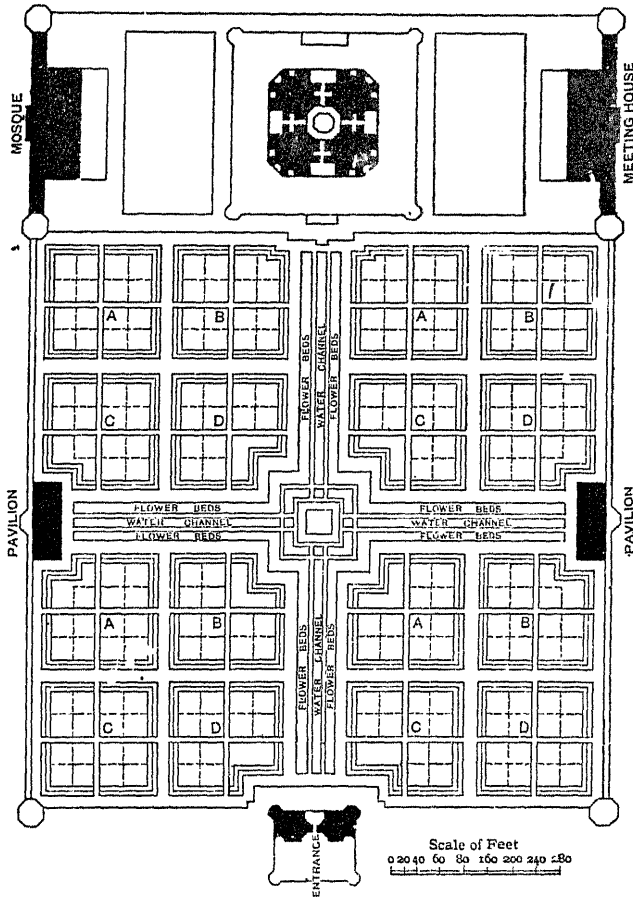 MOSQUE
MEETING HOUSE
A
B
A
B
FLOWER BEDS
WATER CHANNEL
FLOWER BEDS
C
D
C
D
PAVILION
FLOWER BEDS
WATER CHANNEL
FLOWER BEDS
FLOWER BEDS
WATER CHANNEL
FLOWER BEDS
PAVILION
A
B
A
B
FLOWER BEDS
WATER CHANNEL
FLOWER BEDS
C
D
C
D
ENTRANCE
Scale of Feet
0 20 40 60 80 160 200 240 280